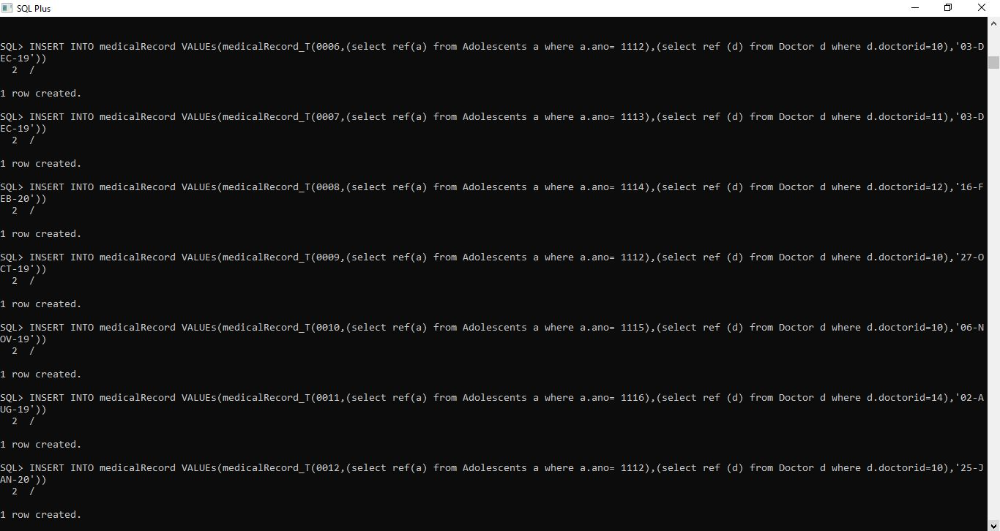 SQL Plus
SQL> INSERT INTO medicalRecord VALUEs(medicalRecord_T(0006,(select ref(a) from Adolescents a where a.ano= 1112),(select ref (d) from Doctor d where d.doctorid=10),'03-D
EC-19'))
  2  /
1 row created.
SQL> INSERT INTO medicalRecord VALUEs(medicalRecord_T(0007,(select ref(a) from Adolescents a where a.ano= 1113),(select ref (d) from Doctor d where d.doctorid=11),'03-D
EC-19'))
  2  /
1 row created.
SQL> INSERT INTO medicalRecord VALUEs(medicalRecord_T(0008,(select ref(a) from Adolescents a where a.ano= 1114),(select ref (d) from Doctor d where d.doctorid=12),'16-F
EB-20'))
  2  /
1 row created.
SQL> INSERT INTO medicalRecord VALUEs(medicalRecord_T(0009,(select ref(a) from Adolescents a where a.ano= 1112),(select ref (d) from Doctor d where d.doctorid=10),'27-O
CT-19'))
  2  /
1 row created.
SQL> INSERT INTO medicalRecord VALUEs(medicalRecord_T(0010,(select ref(a) from Adolescents a where a.ano= 1115),(select ref (d) from Doctor d where d.doctorid=10),'06-N
OV-19'))
  2  /
1 row created.
SQL> INSERT INTO medicalRecord VALUEs(medicalRecord_T(0011,(select ref(a) from Adolescents a where a.ano= 1116),(select ref (d) from Doctor d where d.doctorid=14),'02-A
UG-19'))
  2  /
1 row created.
SQL> INSERT INTO medicalRecord VALUEs(medicalRecord_T(0012,(select ref(a) from Adolescents a where a.ano= 1112),(select ref (d) from Doctor d where d.doctorid=10),'25-J
AN-20'))
  2  /
1 row created.